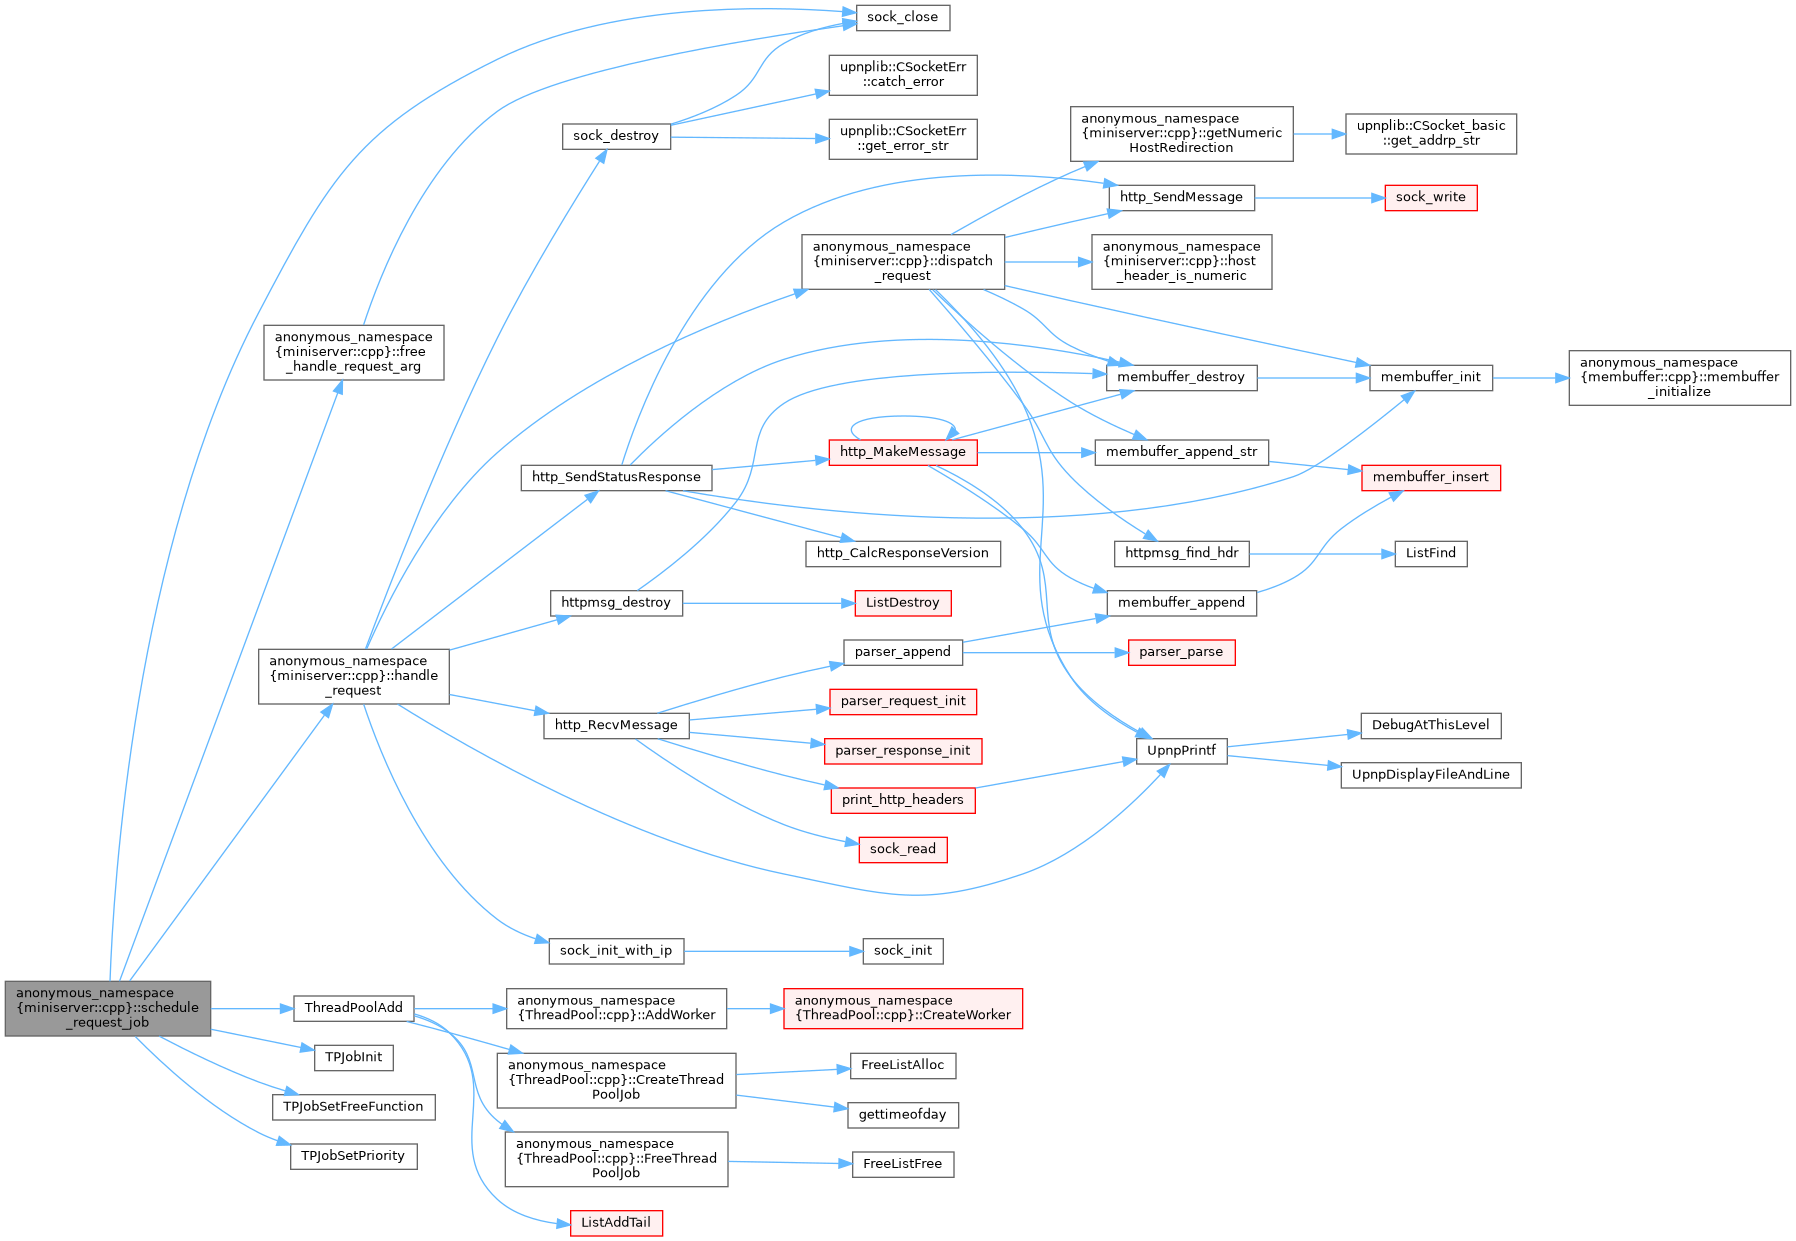 sock_close
upnplib::CSocketErr
::catch_error
anonymous_namespace
{miniserver::cpp}::getNumeric
HostRedirection
upnplib::CSocket_basic
::get_addrp_str
sock_destroy
upnplib::CSocketErr
::get_error_str
http_SendMessage
sock_write
anonymous_namespace
{miniserver::cpp}::dispatch
_request
anonymous_namespace
{miniserver::cpp}::host
_header_is_numeric
anonymous_namespace
{miniserver::cpp}::free
_handle_request_arg
membuffer_destroy
membuffer_init
anonymous_namespace
{membuffer::cpp}::membuffer
_initialize
http_MakeMessage
membuffer_append_str
http_SendStatusResponse
membuffer_insert
http_CalcResponseVersion
httpmsg_find_hdr
ListFind
httpmsg_destroy
ListDestroy
membuffer_append
anonymous_namespace
{miniserver::cpp}::handle
_request
parser_append
parser_parse
parser_request_init
http_RecvMessage
parser_response_init
UpnpPrintf
DebugAtThisLevel
UpnpDisplayFileAndLine
print_http_headers
sock_read
sock_init_with_ip
sock_init
anonymous_namespace
{miniserver::cpp}::schedule
_request_job
ThreadPoolAdd
anonymous_namespace
{ThreadPool::cpp}::AddWorker
anonymous_namespace
{ThreadPool::cpp}::CreateWorker
TPJobInit
anonymous_namespace
{ThreadPool::cpp}::CreateThread
PoolJob
FreeListAlloc
TPJobSetFreeFunction
gettimeofday
TPJobSetPriority
anonymous_namespace
{ThreadPool::cpp}::FreeThread
PoolJob
FreeListFree
ListAddTail